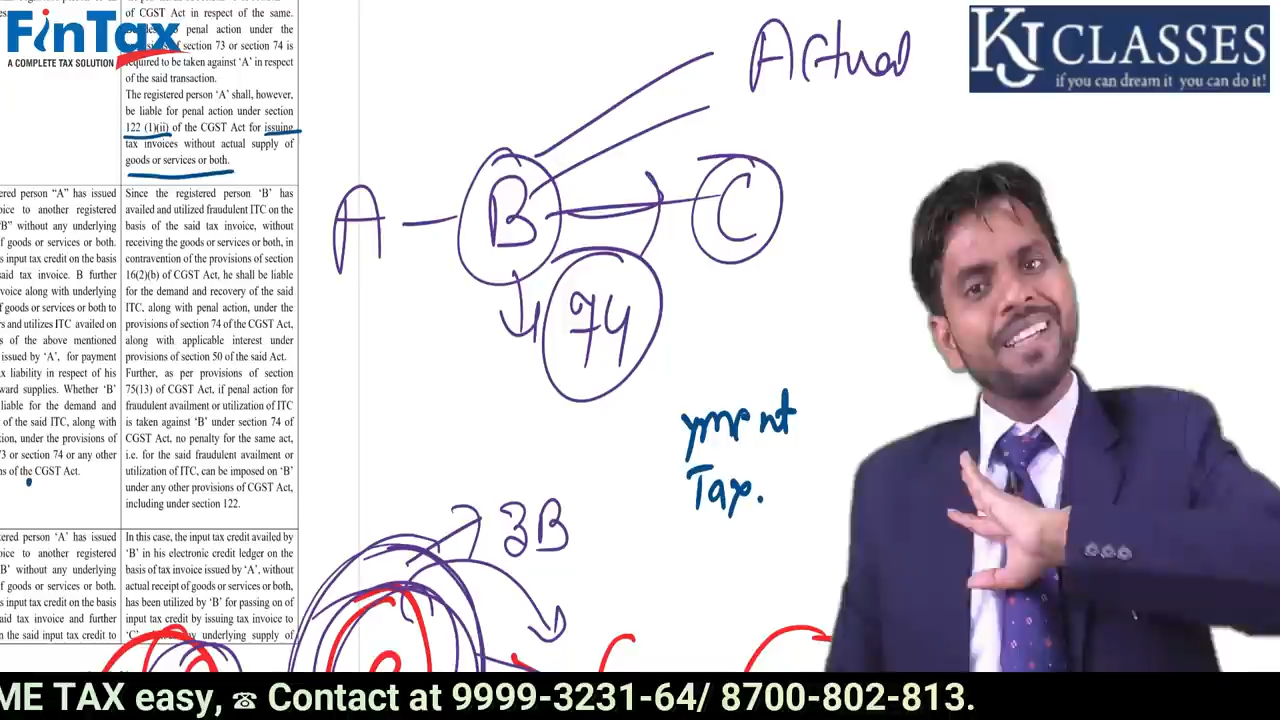 FinTax
A COMPLETE TAX SOLUTION
of CGST Act in respect of the same.
penal action under the
of section 73 or section 74 is
required to be taken against 'A' in respect
of the said transaction.
The registered person 'A' shall, however,
be liable for penal action under section
122 (1)(ii) of the CGST Act for issuing
tax invoices without actual supply of
goods or services or both.
ered person "A" has issued
oice to another registered
"B" without any underlying
f goods or services or both.
s input tax credit on the basis
said tax invoice. B further
voice along with underlying
f goods or services or both to
rs and utilizes ITC availed on
s of the above mentioned
issued by 'A', for payment
x liability in respect of his
ward supplies. Whether 'B'
liable for the demand and
of the said ITC, along with
tion, under the provisions of
73 or section 74 or any other
ns of the CGST Act.
Since the registered person 'B' has
availed and utilized fraudulent ITC on the
basis of the said tax invoice, without
receiving the goods or services or both, in
contravention of the provisions of section
16(2)(b) of CGST Act, he shall be liable
for the demand and recovery of the said
ITC, along with penal action, under the
provisions of section 74 of the CGST Act,
along with applicable interest under
provisions of section 50 of the said Act.
Further, as per provisions of section
75(13) of CGST Act, if penal action for
fraudulent availment or utilization of ITC
is taken against 'B' under section 74 of
CGST Act, no penalty for the same act,
i.e. for the said fraudulent availment or
utilization of ITC, can be imposed on 'B'
under any other provisions of CGST Act,
including under section 122.
ered person 'A' has issued
oice to another registered
B' without any underlying
f goods or services or both.
s input tax credit on the basis
aid tax invoice and further
n the said input tax credit to
In this case, the input tax credit availed by
'B' in his electronic credit ledger on the
basis of tax invoice issued by 'A', without
actual receipt of goods or services or both,
has been utilized by 'B' for passing on of
input tax credit by issuing tax invoice to
any underlying supply of
Actual
A B C
74
ymnt
Tax.
3B
KJ CLASSES
if you can dream it you can do it!
ME TAX easy, ☎ Contact at 9999-3231-64/ 8700-802-813.